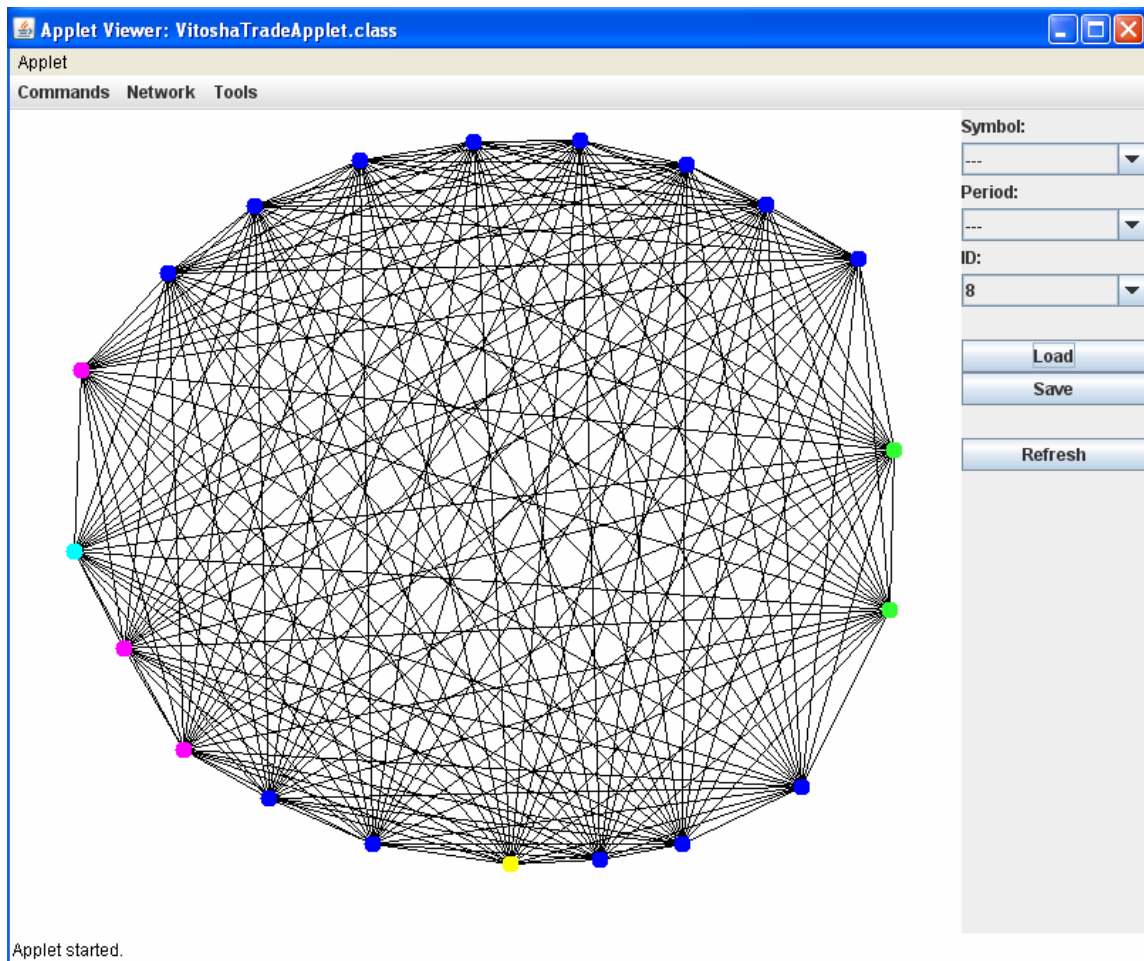 Applet Viewer: VitoshaTradeApplet.class
Applet
Commands Network Tools
Symbol:
---
Period:
---
ID:
8
Load
Save
Refresh
Applet started.